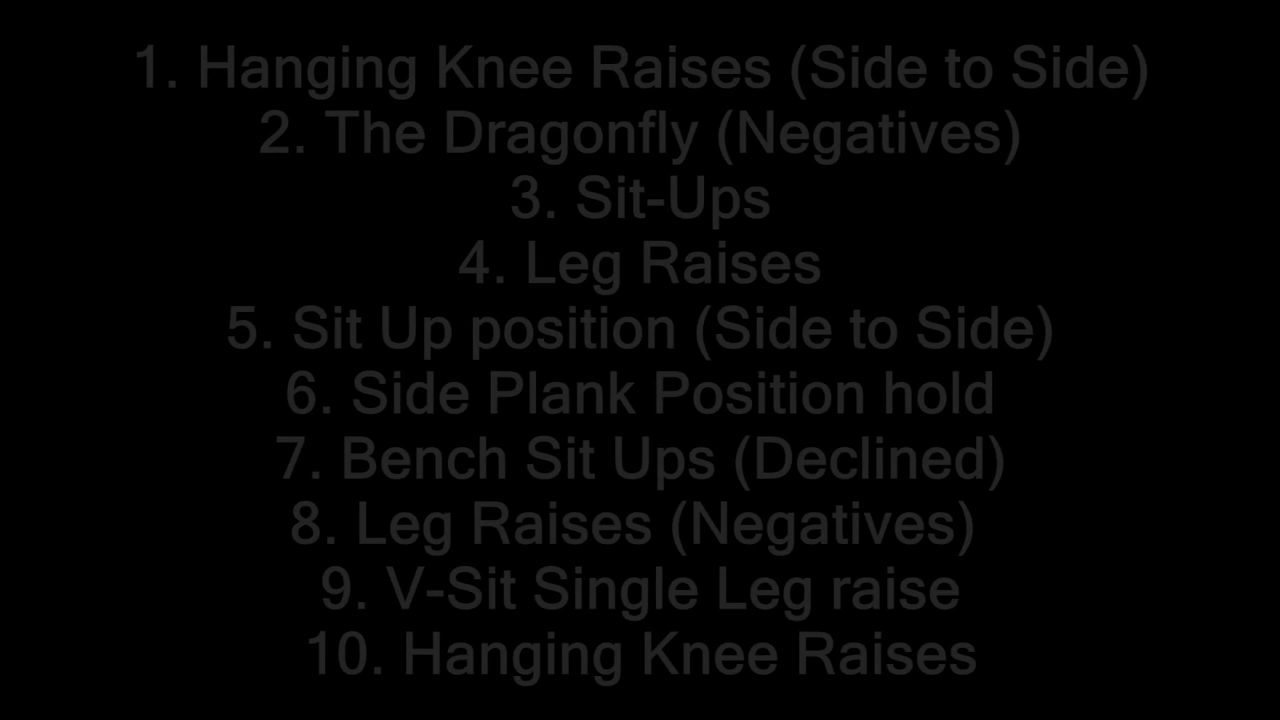 1. Hanging Knee Raises (Side to Side)
2. The Dragonfly (Negatives)
3. Sit-Ups
4. Leg Raises
5. Sit Up position (Side to Side)
6. Side Plank Position hold
7. Bench Sit Ups (Declined)
8. Leg Raises (Negatives)
9. V-Sit Single Leg raise
10. Hanging Knee Raises